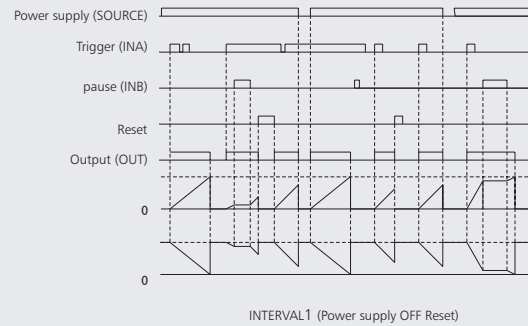 Power supply (SOURCE)
Trigger (INA)
pause (INB)
Reset
Output (OUT)
0
0
INTERVAL1 (Power supply OFF Reset)